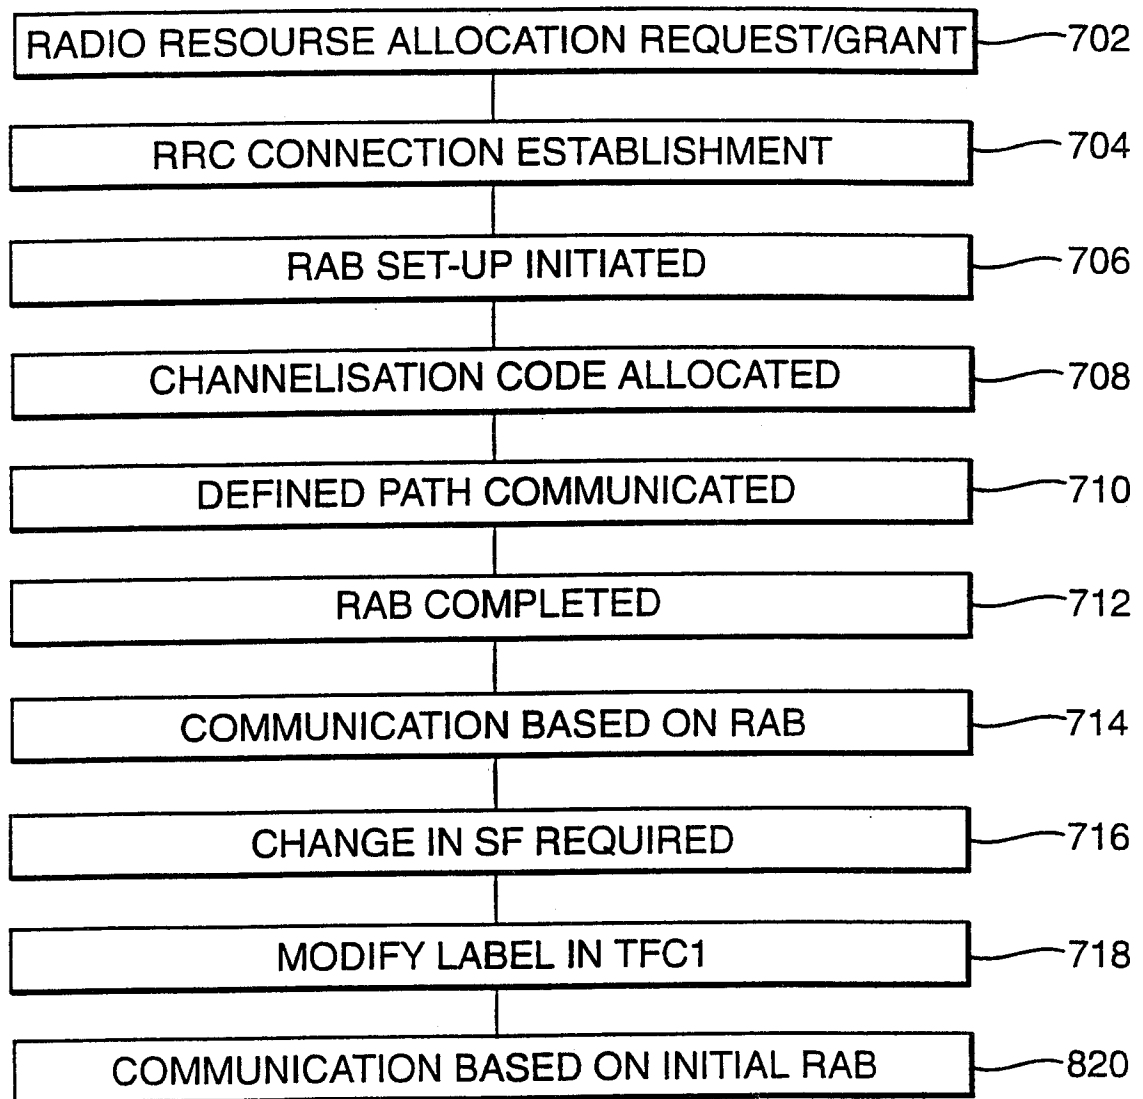 RADIO RESOURSE ALLOCATION REQUEST/GRANT 702
RRC CONNECTION ESTABLISHMENT 704
RAB SET-UP INITIATED 706
CHANNELISATION CODE ALLOCATED 708
DEFINED PATH COMMUNICATED 710
RAB COMPLETED 712
COMMUNICATION BASED ON RAB 714
CHANGE IN SF REQUIRED 716
MODIFY LABEL IN TFC1 718
COMMUNICATION BASED ON INITIAL RAB 820